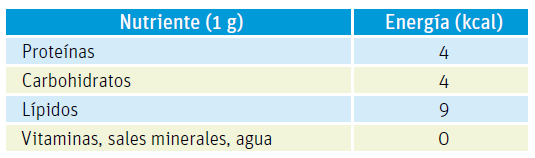 Nutriente (1 g) Energía (kcal)
Proteínas 4
Carbohidratos 4
Lípidos 9
Vitaminas, sales minerales, agua 0